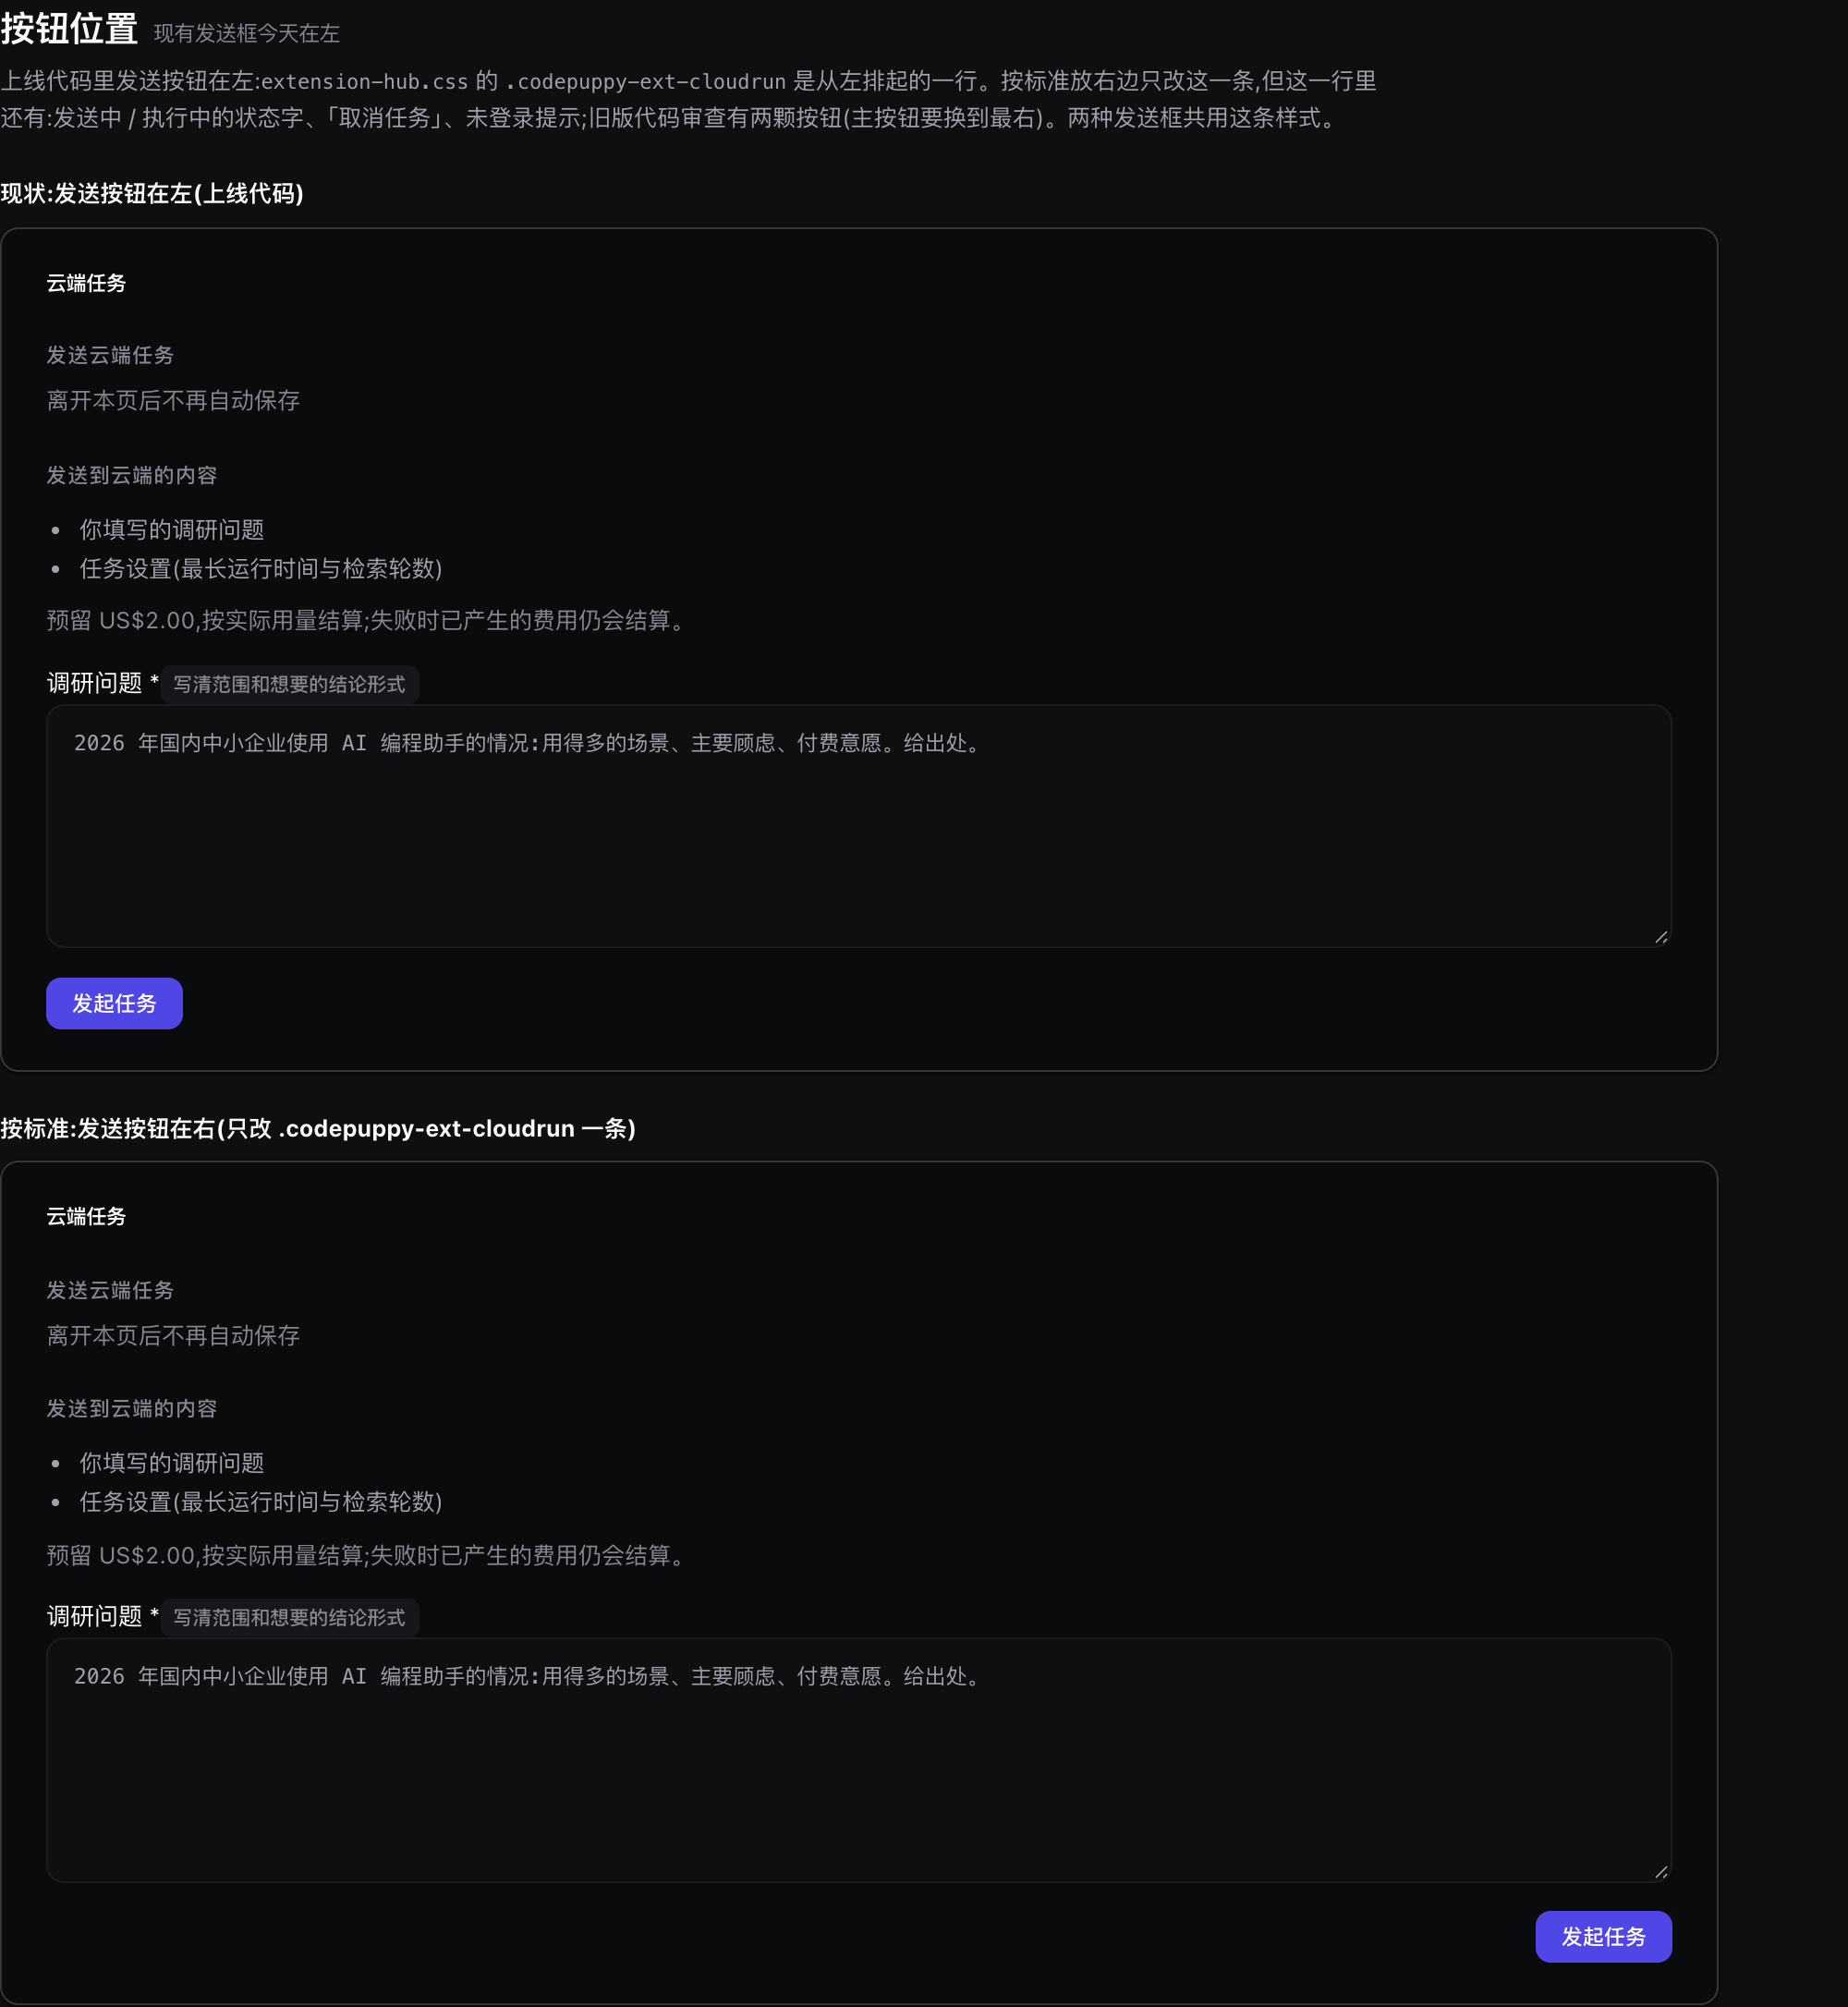 按钮位置 现有发送框今天在左
上线代码里发送按钮在左:extension-hub.css 的 .codepuppy-ext-cloudrun 是从左排起的一行。按标准放右边只改这一条,但这一行里
还有:发送中 / 执行中的状态字、「取消任务」、未登录提示;旧版代码审查有两颗按钮(主按钮要换到最右)。两种发送框共用这条样式。
现状:发送按钮在左(上线代码)
云端任务
发送云端任务
离开本页后不再自动保存
发送到云端的内容
• 你填写的调研问题
• 任务设置(最长运行时间与检索轮数)
预留 US$2.00,按实际用量结算;失败时已产生的费用仍会结算。
调研问题 * 写清范围和想要的结论形式
2026 年国内中小企业使用 AI 编程助手的情况:用得多的场景、主要顾虑、付费意愿。给出处。
发起任务
按标准:发送按钮在右(只改 .codepuppy-ext-cloudrun 一条)
云端任务
发送云端任务
离开本页后不再自动保存
发送到云端的内容
• 你填写的调研问题
• 任务设置(最长运行时间与检索轮数)
预留 US$2.00,按实际用量结算;失败时已产生的费用仍会结算。
调研问题 * 写清范围和想要的结论形式
2026 年国内中小企业使用 AI 编程助手的情况:用得多的场景、主要顾虑、付费意愿。给出处。
发起任务